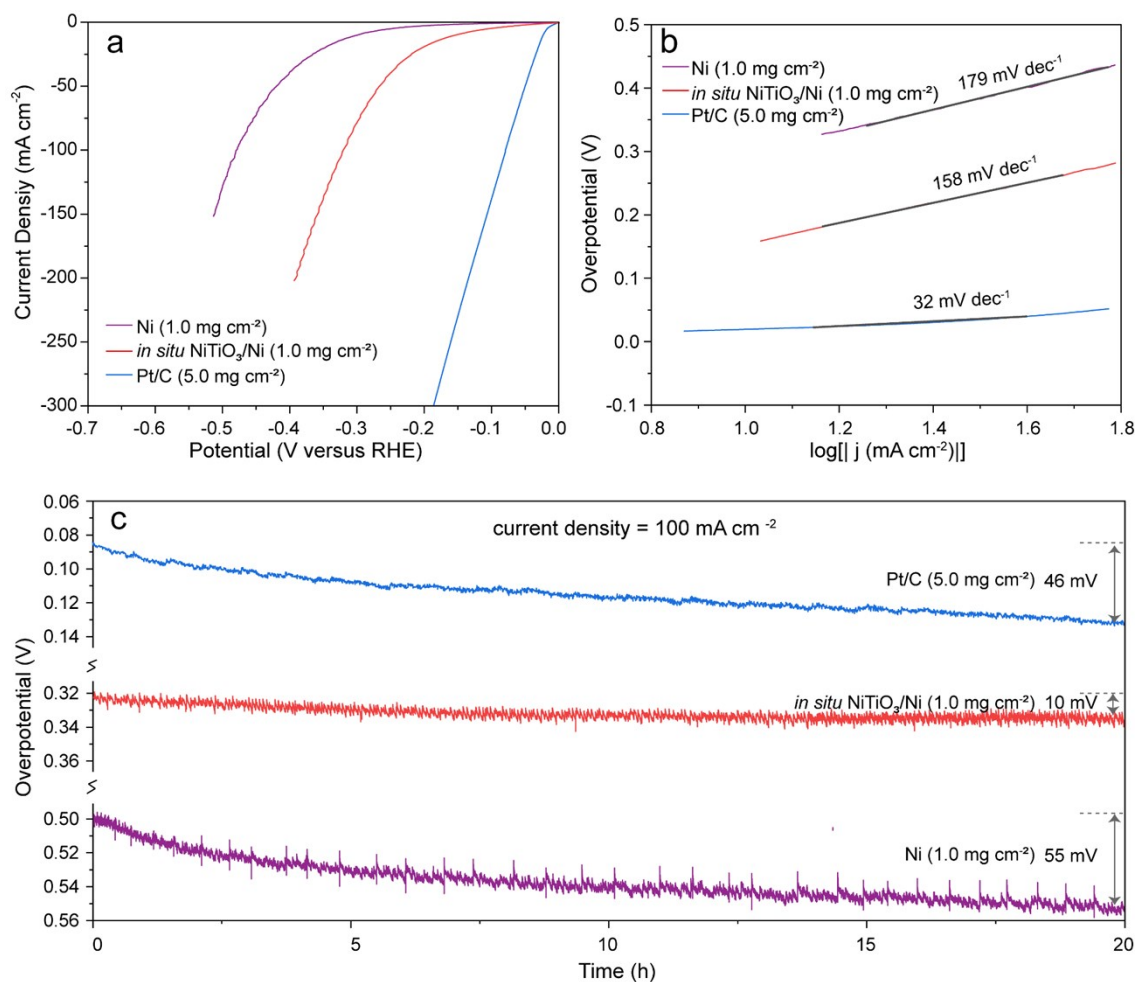 a
0
-50
-100
-150
-200
-250
-300
Current Densiy (mA cm⁻²)
Ni (1.0 mg cm⁻²)
in situ NiTiO₃/Ni (1.0 mg cm⁻²)
Pt/C (5.0 mg cm⁻²)
-0.7 -0.6 -0.5 -0.4 -0.3 -0.2 -0.1 0.0
Potential (V versus RHE)
b
0.5
0.4
0.3
0.2
0.1
0.0
-0.1
Overpotential (V)
Ni (1.0 mg cm⁻²)
in situ NiTiO₃/Ni (1.0 mg cm⁻²)
Pt/C (5.0 mg cm⁻²)
179 mV dec⁻¹
158 mV dec⁻¹
32 mV dec⁻¹
0.8 1.0 1.2 1.4 1.6 1.8
log[| j (mA cm⁻²)|]
c
current density = 100 mA cm ⁻²
0.06
0.08
0.10
0.12
0.14
0.32
0.34
0.36
0.50
0.52
0.54
0.56
Overpotential (V)
Pt/C (5.0 mg cm⁻²) 46 mV
in situ NiTiO₃/Ni (1.0 mg cm⁻²) 10 mV
Ni (1.0 mg cm⁻²) 55 mV
0 5 10 15 20
Time (h)